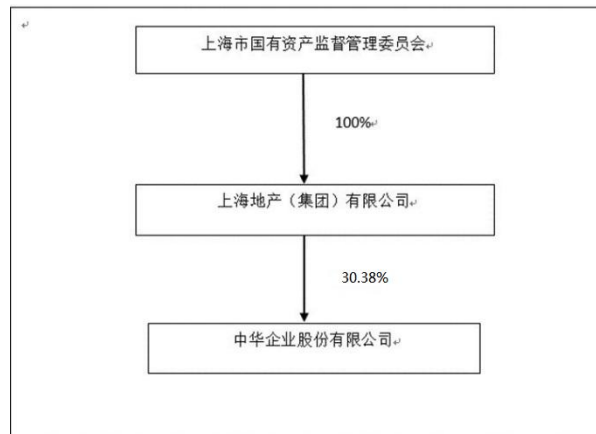 上海市国有资产监督管理委员会
100%
上海地产（集团）有限公司
30.38%
中华企业股份有限公司